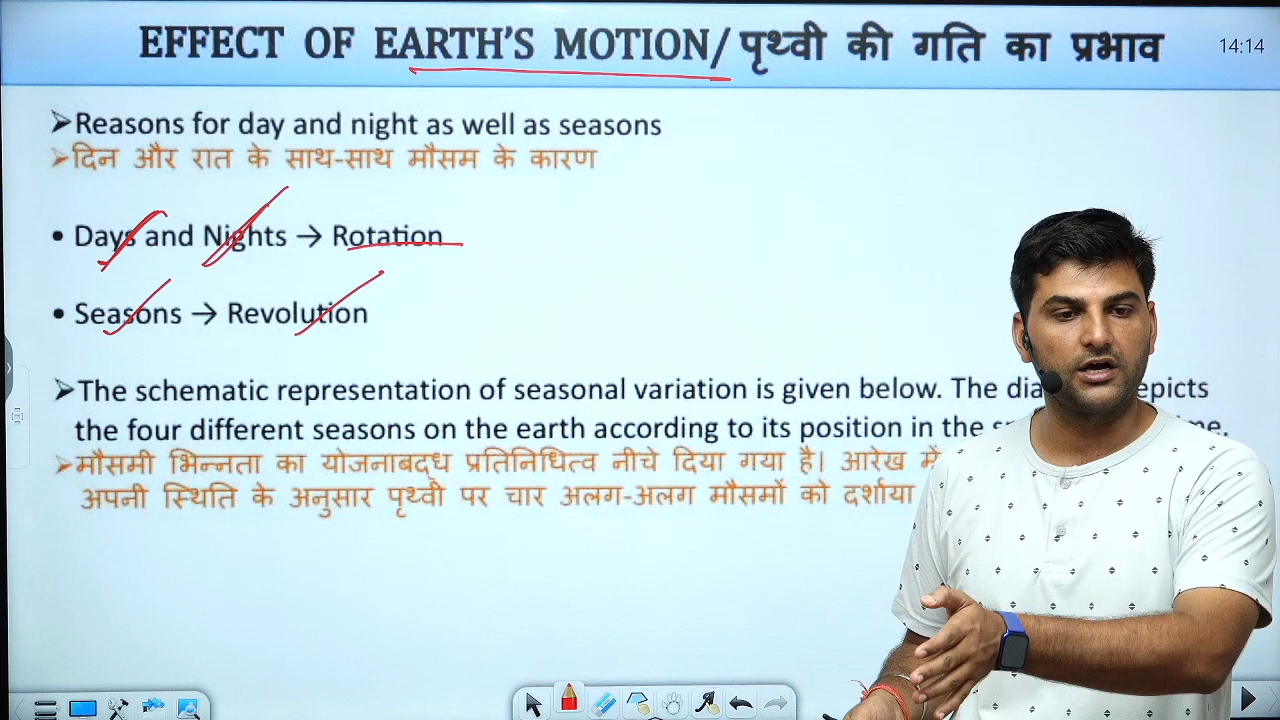 EFFECT OF EARTH’S MOTION/ पृथ्वी की गति का प्रभाव
14:14
➢Reasons for day and night as well as seasons
➢दिन और रात के साथ-साथ मौसम के कारण
• Days and Nights → Rotation
• Seasons → Revolution
➢The schematic representation of seasonal variation is given below. The
the four different seasons on the earth according to its position in the
➢मौसमी भिन्नता का योजनाबद्ध प्रतिनिधित्व नीचे दिया गया है। आरेख में
अपनी स्थिति के अनुसार पृथ्वी पर चार अलग-अलग मौसमों को दर्शाया